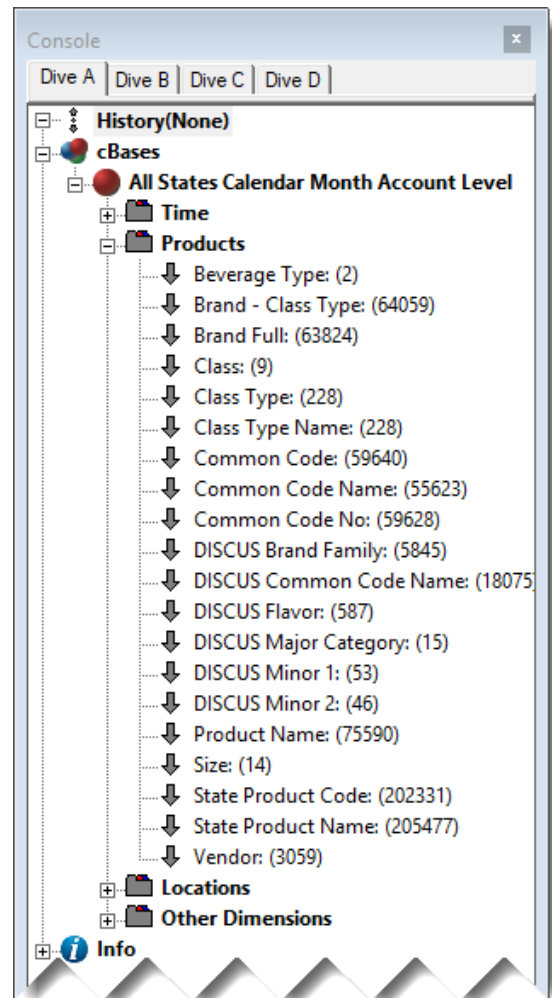 Console
Dive A Dive B Dive C Dive D
History(None)
cBases
All States Calendar Month Account Level
Time
Products
Beverage Type: (2)
Brand - Class Type: (64059)
Brand Full: (63824)
Class: (9)
Class Type: (228)
Class Type Name: (228)
Common Code: (59640)
Common Code Name: (55623)
Common Code No: (59628)
DISCUS Brand Family: (5845)
DISCUS Common Code Name: (18075
DISCUS Flavor: (587)
DISCUS Major Category: (15)
DISCUS Minor 1: (53)
DISCUS Minor 2: (46)
Product Name: (75590)
Size: (14)
State Product Code: (202331)
State Product Name: (205477)
Vendor: (3059)
Locations
Other Dimensions
Info